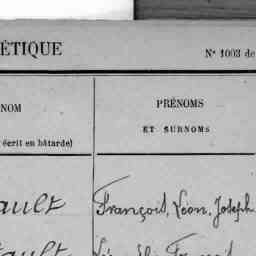 ÉTIQUE
N° 1003 de
NOM
PRÉNOMS
ET SURNOMS
écrit en bâtarde)
ault François, Léon, Joseph
ault